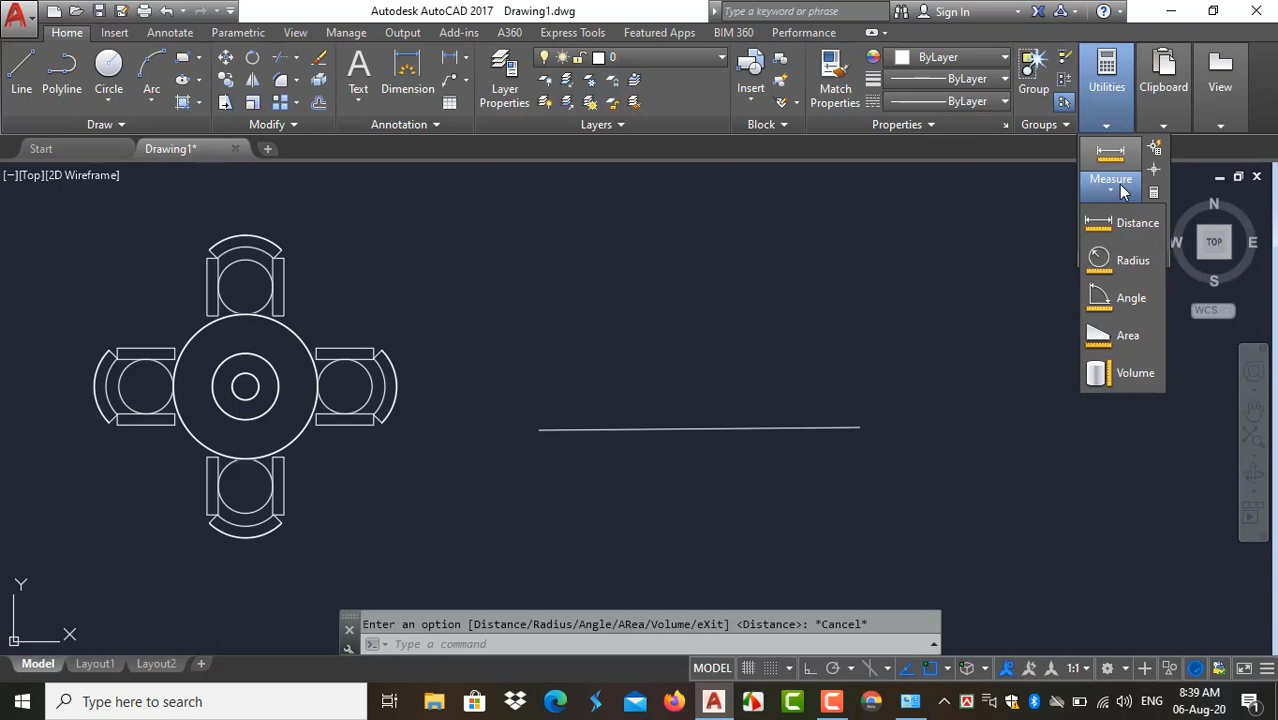 Autodesk AutoCAD 2017 Drawing1.dwg
Type a keyword or phrase
Sign In
Home Insert Annotate Parametric View Manage Output Add-ins A360 Express Tools Featured Apps BIM 360 Performance
Line Polyline Circle Arc
Text Dimension
Layer Properties
0
Insert
Match Properties
ByLayer
ByLayer
ByLayer
Group
Utilities
Clipboard
View
Draw Modify Annotation Layers Block Properties Groups
Start Drawing1*
[−][Top][2D Wireframe]
Measure
Distance
Radius
Angle
Area
Volume
N
W TOP E
S
WCS
Y
X
Enter an option [Distance/Radius/Angle/ARea/Volume/eXit] <Distance>: *Cancel*
Type a command
Model Layout1 Layout2
MODEL 1:1
Type here to search
ENG
8:39 AM
06-Aug-20
1